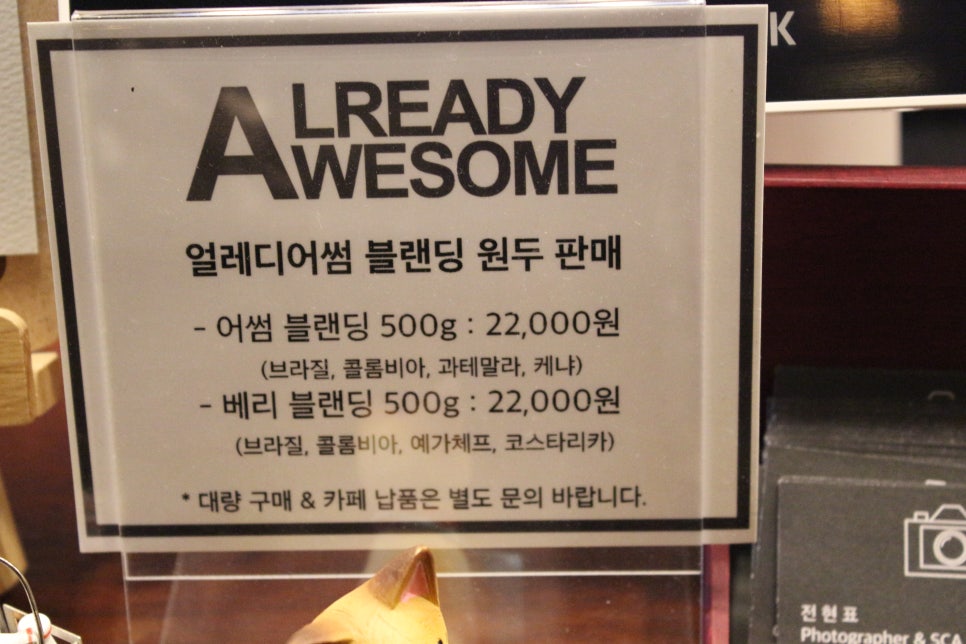 K
ALREADY
AWESOME
얼레디어썸 블랜딩 원두 판매
- 어썸 블랜딩 500g : 22,000원
(브라질, 콜롬비아, 과테말라, 케냐)
- 베리 블랜딩 500g : 22,000원
(브라질, 콜롬비아, 예가체프, 코스타리카)
* 대량 구매 & 카페 납품은 별도 문의 바랍니다.
전현표
Photographer & SCA